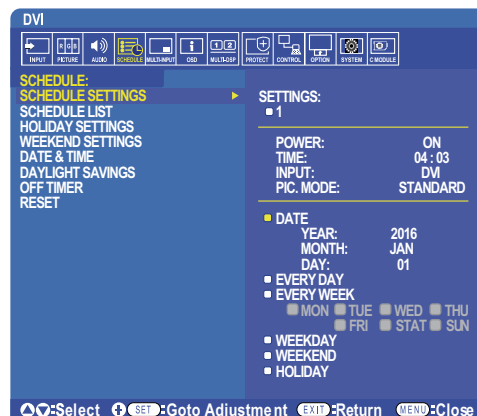 DVI
INPUT R G B PICTURE AUDIO SCHEDULE MULTI-INPUT i OSD 1 2 MULTI-DSP PROTECT CONTROL OPTION SYSTEM C MODULE
SCHEDULE:
SCHEDULE SETTINGS
SCHEDULE LIST
HOLIDAY SETTINGS
WEEKEND SETTINGS
DATE & TIME
DAYLIGHT SAVINGS
OFF TIMER
RESET
SETTINGS:
1
POWER: ON
TIME: 04 : 03
INPUT: DVI
PIC. MODE: STANDARD
DATE
YEAR: 2016
MONTH: JAN
DAY: 01
EVERY DAY
EVERY WEEK
MON TUE WED THU
FRI STAT SUN
WEEKDAY
WEEKEND
HOLIDAY
:Select SET :Goto Adjustment EXIT :Return MENU :Close